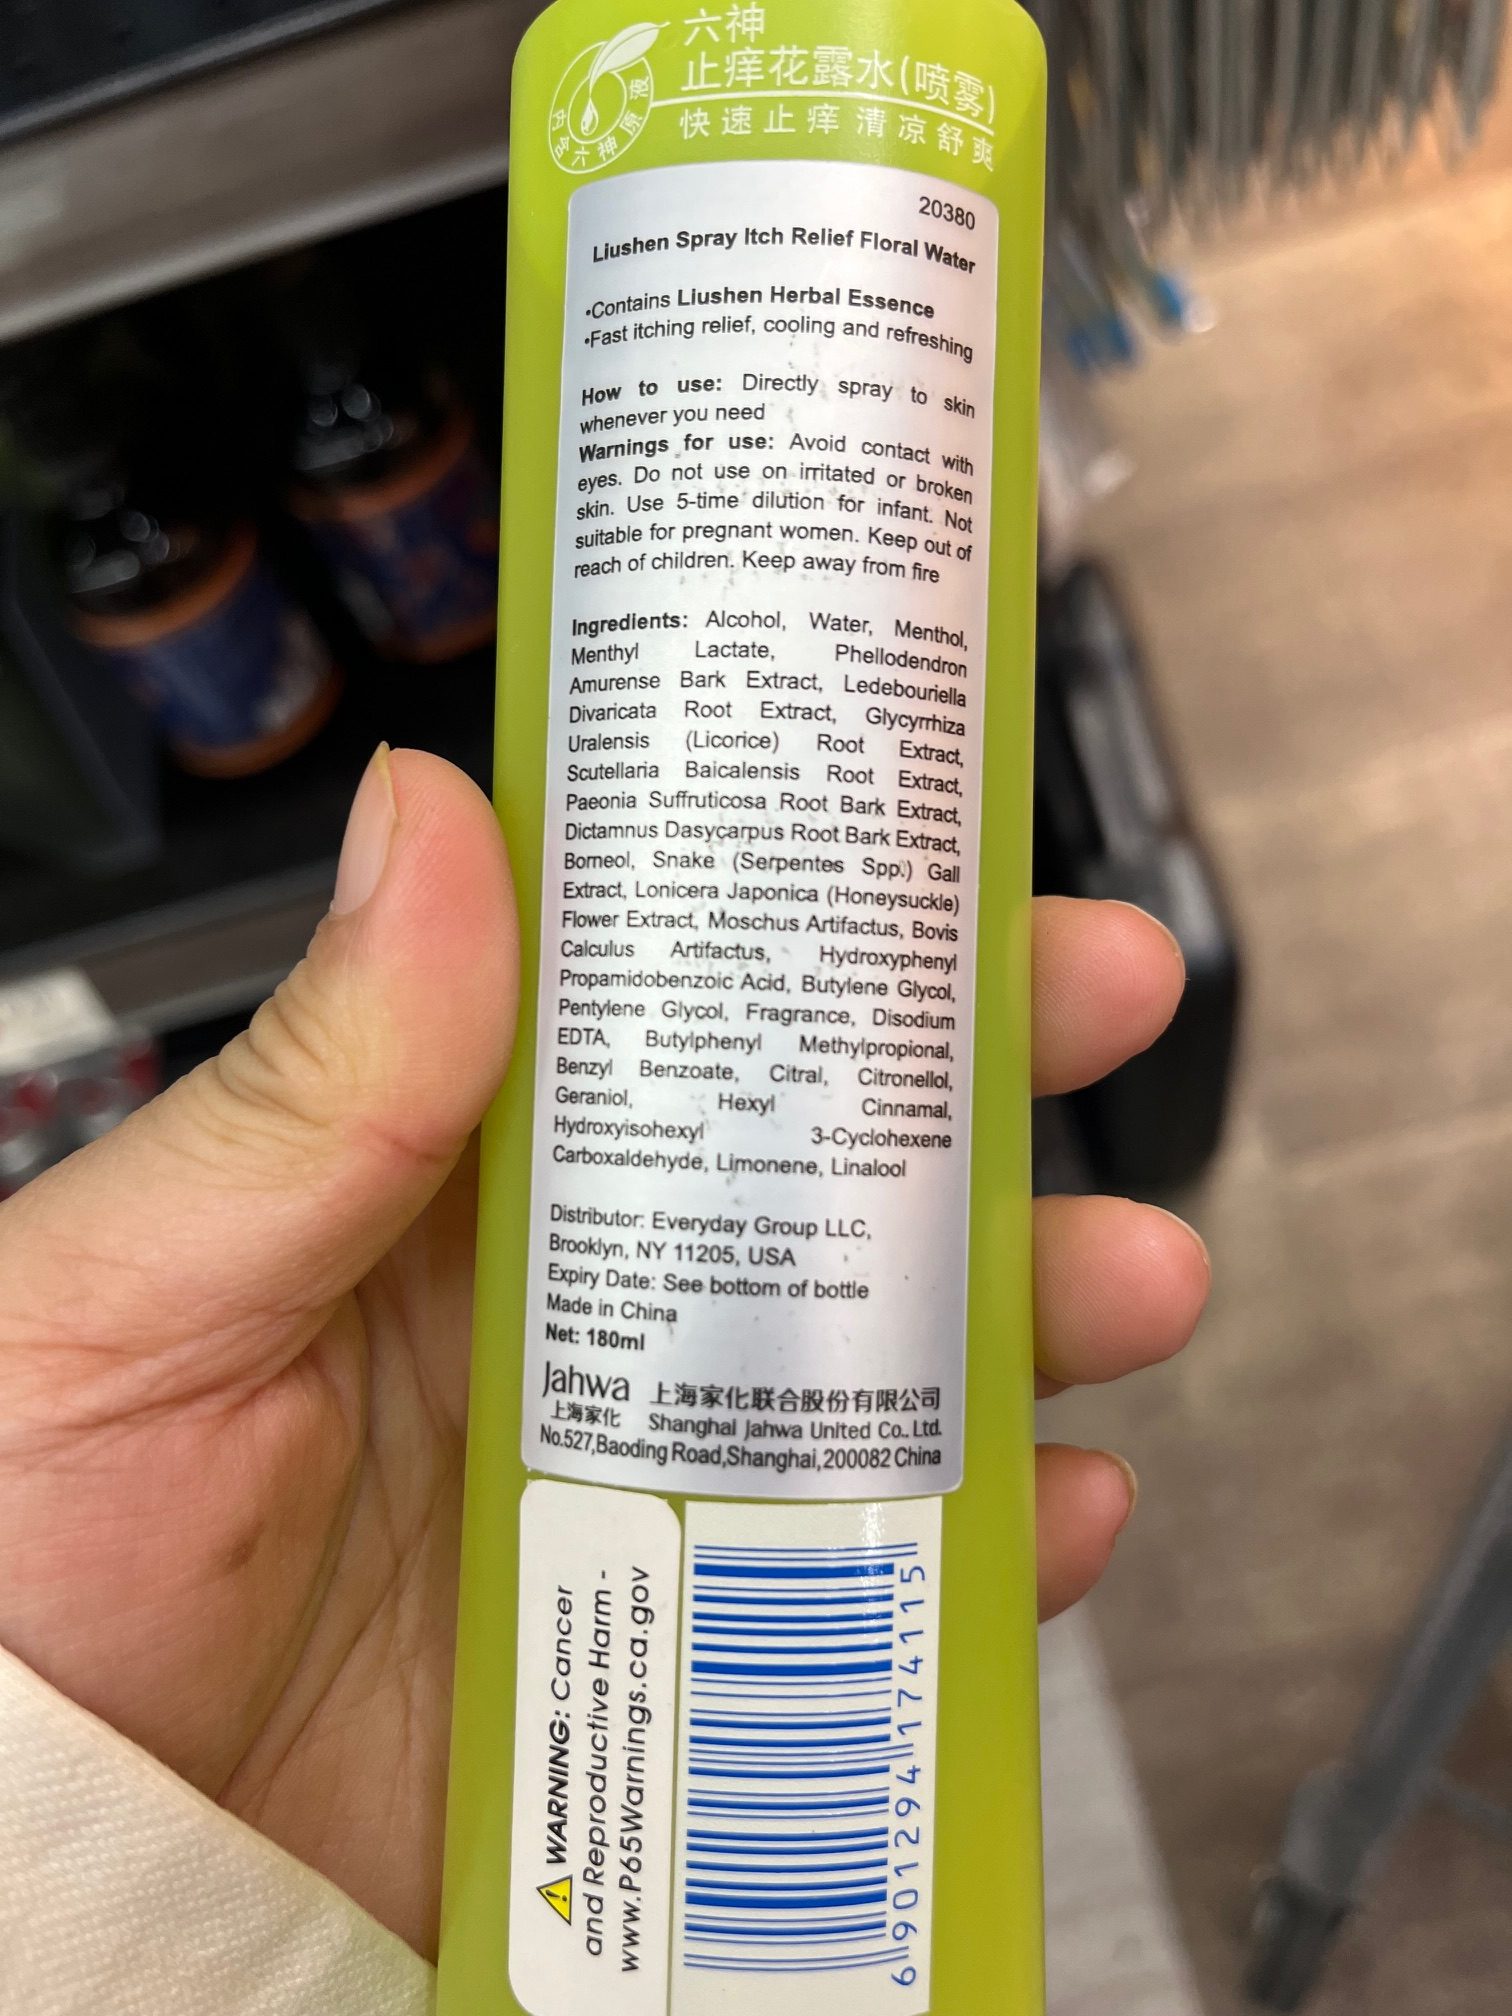 六神
止痒花露水(喷雾)
快速止痒 清凉舒爽
内含六神原液
20380
Liushen Spray Itch Relief Floral Water
•Contains Liushen Herbal Essence
•Fast itching relief, cooling and refreshing
How to use: Directly spray to skin
whenever you need
Warnings for use: Avoid contact with
eyes. Do not use on irritated or broken
skin. Use 5-time dilution for infant. Not
suitable for pregnant women. Keep out of
reach of children. Keep away from fire
Ingredients: Alcohol, Water, Menthol,
Menthyl Lactate, Phellodendron
Amurense Bark Extract, Ledebouriella
Divaricata Root Extract, Glycyrrhiza
Uralensis (Licorice) Root Extract,
Scutellaria Baicalensis Root Extract,
Paeonia Suffruticosa Root Bark Extract,
Dictamnus Dasycarpus Root Bark Extract,
Borneol, Snake (Serpentes Spp.) Gall
Extract, Lonicera Japonica (Honeysuckle)
Flower Extract, Moschus Artifactus, Bovis
Calculus Artifactus, Hydroxyphenyl
Propamidobenzoic Acid, Butylene Glycol,
Pentylene Glycol, Fragrance, Disodium
EDTA, Butylphenyl Methylpropional,
Benzyl Benzoate, Citral, Citronellol,
Geraniol, Hexyl Cinnamal,
Hydroxyisohexyl 3-Cyclohexene
Carboxaldehyde, Limonene, Linalool
Distributor: Everyday Group LLC,
Brooklyn, NY 11205, USA
Expiry Date: See bottom of bottle
Made in China
Net: 180ml
Jahwa 上海家化联合股份有限公司
上海家化 Shanghai Jahwa United Co., Ltd.
No.527,Baoding Road,Shanghai,200082 China
WARNING: Cancer
and Reproductive Harm -
www.P65Warnings.ca.gov
6 901294 174115